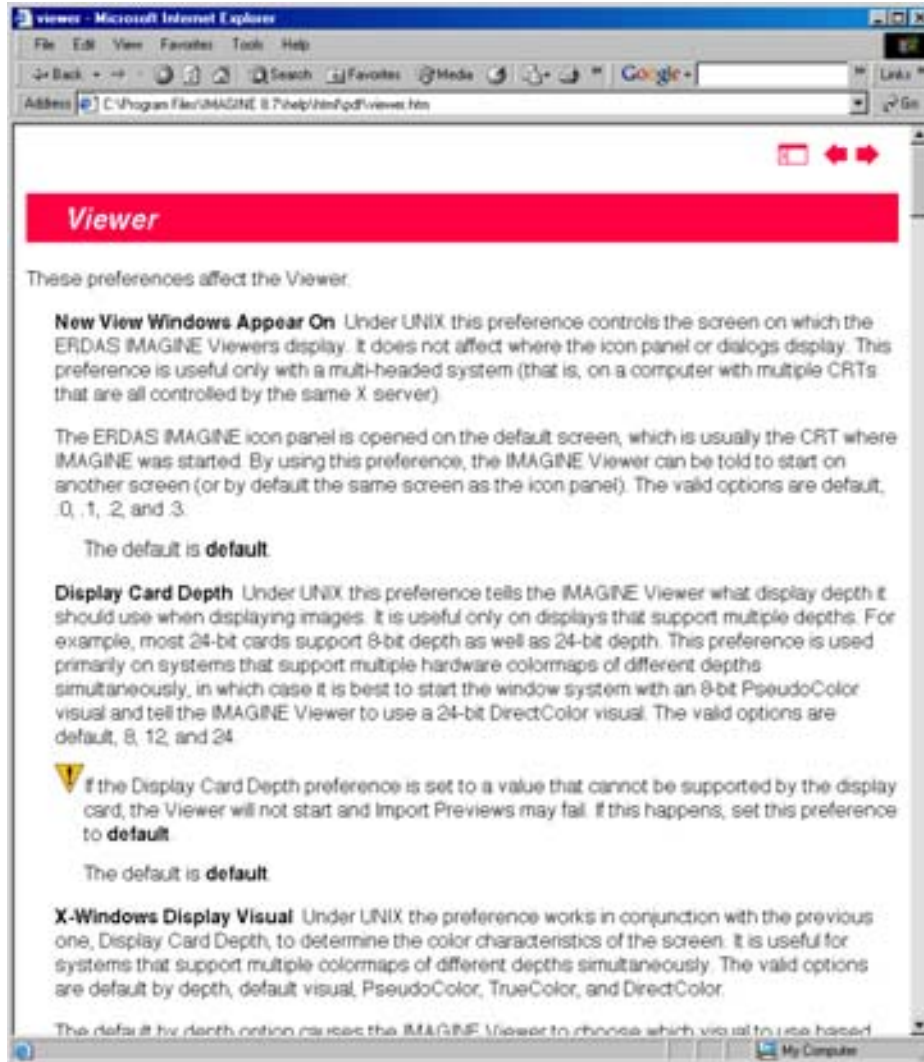 viewer - Microsoft Internet Explorer
File Edit View Favorites Tools Help
Back Search Favorites Media Google Links
Address C:\Program Files\IMAGINE 8.7\help\html\pdf\viewer.htm Go
Viewer
These preferences affect the Viewer.
New View Windows Appear On Under UNIX this preference controls the screen on which the
ERDAS IMAGINE Viewers display. It does not affect where the icon panel or dialogs display. This
preference is useful only with a multi-headed system (that is, on a computer with multiple CRTs
that are all controlled by the same X server).
The ERDAS IMAGINE icon panel is opened on the default screen, which is usually the CRT where
IMAGINE was started. By using this preference, the IMAGINE Viewer can be told to start on
another screen (or by default the same screen as the icon panel). The valid options are default,
.0, .1, .2, and .3.
The default is default.
Display Card Depth Under UNIX this preference tells the IMAGINE Viewer what display depth it
should use when displaying images. It is useful only on displays that support multiple depths. For
example, most 24-bit cards support 8-bit depth as well as 24-bit depth. This preference is used
primarily on systems that support multiple hardware colormaps of different depths
simultaneously, in which case it is best to start the window system with an 8-bit PseudoColor
visual and tell the IMAGINE Viewer to use a 24-bit DirectColor visual. The valid options are
default, 8, 12, and 24.
If the Display Card Depth preference is set to a value that cannot be supported by the display
card, the Viewer will not start and Import Previews may fail. If this happens, set this preference
to default.
The default is default.
X-Windows Display Visual Under UNIX the preference works in conjunction with the previous
one, Display Card Depth, to determine the color characteristics of the screen. It is useful for
systems that support multiple colormaps of different depths simultaneously. The valid options
are default by depth, default visual, PseudoColor, TrueColor, and DirectColor.
The default by depth option causes the IMAGINE Viewer to choose which visual to use based
My Computer